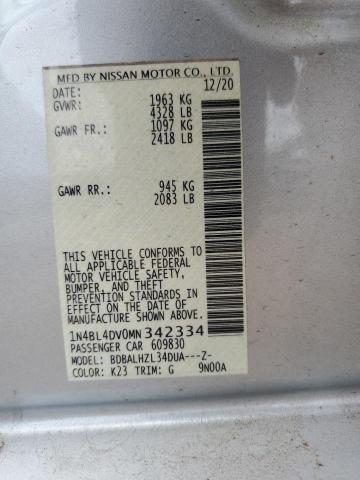 MFD BY NISSAN MOTOR CO., LTD.
DATE: 12/20
GVWR: 1963 KG
4328 LB
GAWR FR.: 1097 KG
2418 LB
GAWR RR.: 945 KG
2083 LB
THIS VEHICLE CONFORMS TO
ALL APPLICABLE FEDERAL
MOTOR VEHICLE SAFETY,
BUMPER, AND THEFT
PREVENTION STANDARDS
IN EFFECT ON THE DATE OF
MANUFACTURE SHOWN ABOVE.
1N4BL4DV0MN342334
PASSENGER CAR 609830
MODEL: BDBALHZL34DUA---Z-
COLOR: K23 TRIM: G 9N00A